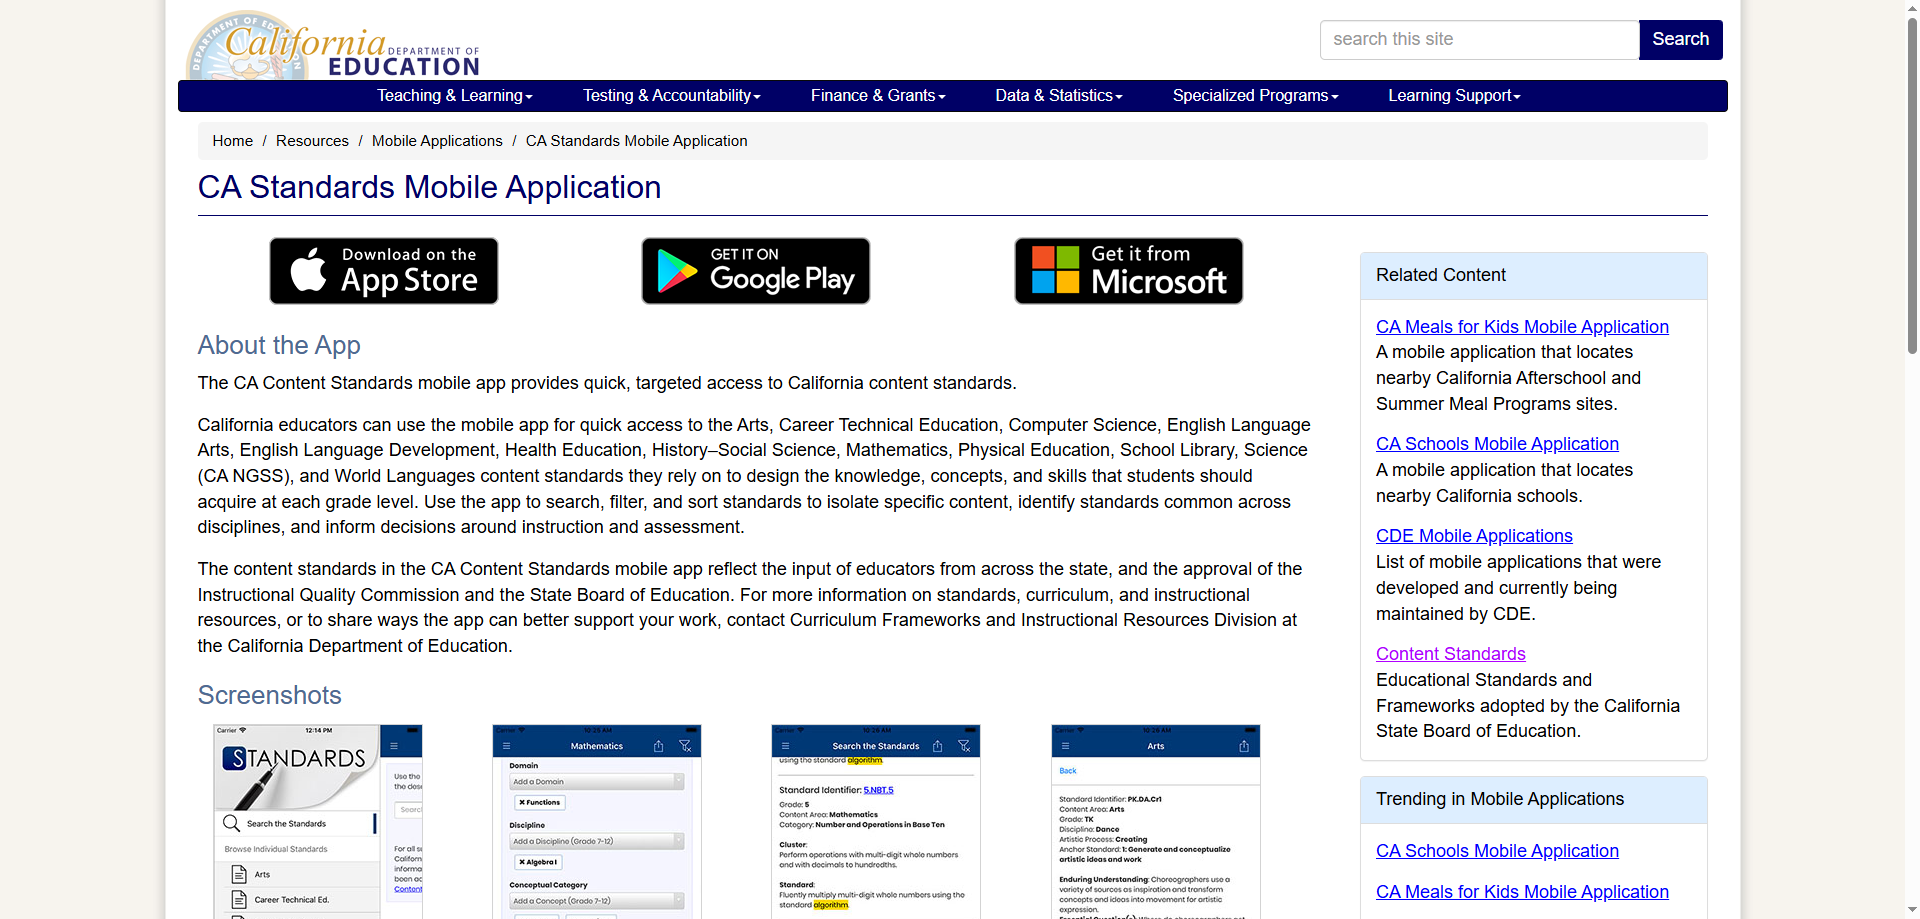 California DEPARTMENT OF
EDUCATION
search this site
Search
Teaching & Learning
Testing & Accountability
Finance & Grants
Data & Statistics
Specialized Programs
Learning Support
Home / Resources / Mobile Applications / CA Standards Mobile Application
CA Standards Mobile Application
Download on the
App Store
GET IT ON
Google Play
Get it from
Microsoft
About the App
The CA Content Standards mobile app provides quick, targeted access to California content standards.
California educators can use the mobile app for quick access to the Arts, Career Technical Education, Computer Science, English Language
Arts, English Language Development, Health Education, History–Social Science, Mathematics, Physical Education, School Library, Science
(CA NGSS), and World Languages content standards they rely on to design the knowledge, concepts, and skills that students should
acquire at each grade level. Use the app to search, filter, and sort standards to isolate specific content, identify standards common across
disciplines, and inform decisions around instruction and assessment.
The content standards in the CA Content Standards mobile app reflect the input of educators from across the state, and the approval of the
Instructional Quality Commission and the State Board of Education. For more information on standards, curriculum, and instructional
resources, or to share ways the app can better support your work, contact Curriculum Frameworks and Instructional Resources Division at
the California Department of Education.
Screenshots
Carrier 12:14 PM
STANDARDS
Search the Standards
Browse Individual Standards
Arts
Career Technical Ed.
Use the
the dos
Searc
For all s
Californ
informa
been ac
Content
Mathematics
Domain
Add a Domain
✖ Functions
Discipline
Add a Discipline (Grade 7-12)
✖ Algebra I
Conceptual Category
Add a Concept (Grade 7-12)
Search the Standards
using the standard algorithm.
Standard Identifier: 5.NBT.5
Grade: 5
Content Area: Mathematics
Category: Number and Operations in Base Ten
Cluster:
Perform operations with multi-digit whole numbers
and with decimals to hundredths.
Standard:
Fluently multiply multi-digit whole numbers using the
standard algorithm.
Arts
Back
Standard Identifier: PK.DA.Cr1
Content Area: Arts
Grade: TK
Discipline: Dance
Artistic Process: Creating
Anchor Standard: 1: Generate and conceptualize
artistic ideas and work
Enduring Understanding: Choreographers use a
variety of sources as inspiration and transform
concepts and ideas into movement for artistic
expression.
Related Content
CA Meals for Kids Mobile Application
A mobile application that locates
nearby California Afterschool and
Summer Meal Programs sites.
CA Schools Mobile Application
A mobile application that locates
nearby California schools.
CDE Mobile Applications
List of mobile applications that were
developed and currently being
maintained by CDE.
Content Standards
Educational Standards and
Frameworks adopted by the California
State Board of Education.
Trending in Mobile Applications
CA Schools Mobile Application
CA Meals for Kids Mobile Application